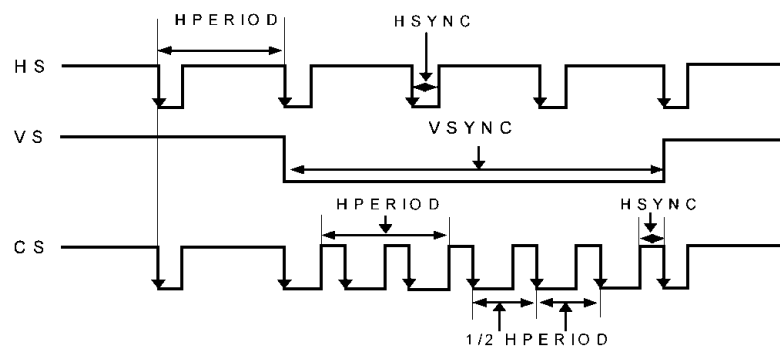 HPERIOD
HSYNC
HS
VS
VSYNC
HPERIOD
HSYNC
CS
1/2 HPERIOD